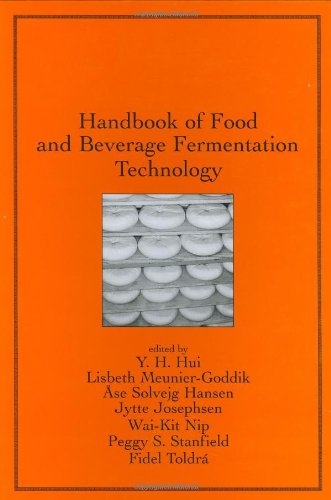 Handbook of Food
and Beverage Fermentation
Technology
edited by
Y. H. Hui
Lisbeth Meunier-Goddik
Åse Solvejg Hansen
Jytte Josephsen
Wai-Kit Nip
Peggy S. Stanfield
Fidel Toldrá